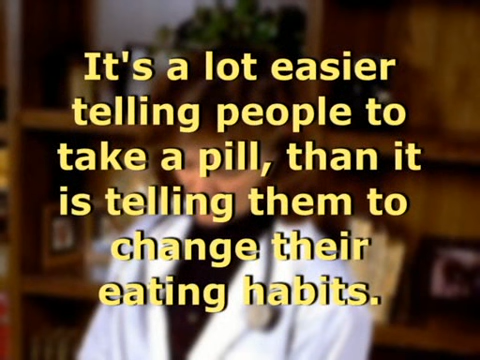 It's a lot easier
telling people to
take a pill, than it
is telling them to
change their
eating habits.